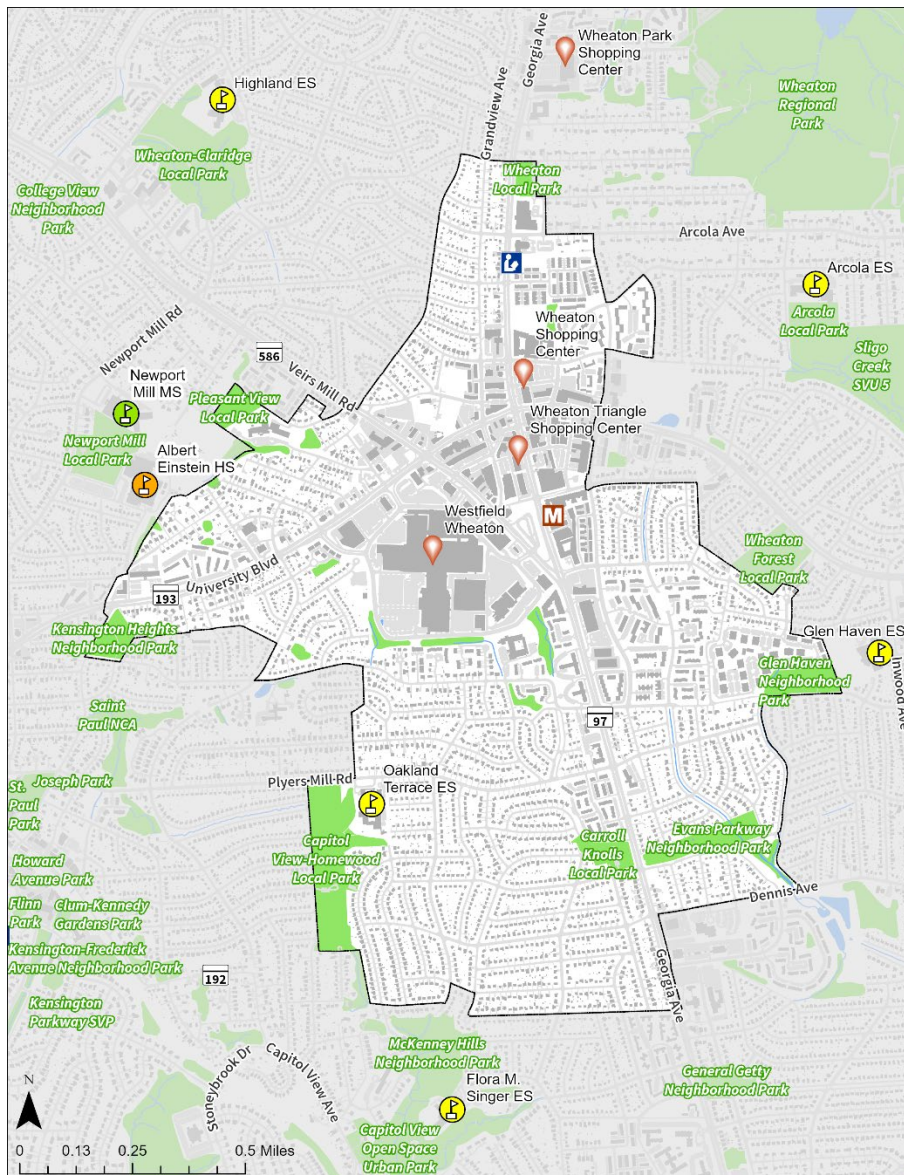 Georgia Ave
Wheaton Park
Shopping
Center
Grandview Ave
Highland ES
Wheaton
Regional
Park
Wheaton-Claridge
Local Park
Wheaton
Local Park
College View
Neighborhood
Park
Arcola Ave
Arcola ES
Arcola
Local Park
Sligo
Creek
SVU 5
Newport Mill Rd
586
Veirs Mill Rd
Wheaton
Shopping
Center
Newport
Mill MS
Pleasant View
Local Park
Wheaton Triangle
Shopping Center
Newport Mill
Local Park
Albert
Einstein HS
Westfield
Wheaton
M
University Blvd
193
Wheaton
Forest
Local Park
Kensington Heights
Neighborhood Park
Glen Haven ES
Inwood Ave
Glen Haven
Neighborhood
Park
Saint
Paul NCA
97
Plyers Mill Rd
Oakland
Terrace ES
St.
Paul
Park
Joseph Park
Capitol
View-Homewood
Local Park
Carroll
Knolls
Local Park
Evans Parkway
Neighborhood Park
Howard
Avenue Park
Dennis Ave
Flinn
Park
Clum-Kennedy
Gardens Park
Kensington-Frederick
Avenue Neighborhood Park
192
Georgia Ave
Kensington
Parkway SVP
Stoneybrook Dr
Capitol View Ave
McKenney Hills
Neighborhood Park
General Getty
Neighborhood Park
Flora M.
Singer ES
Capitol View
Open Space
Urban Park
N
0 0.13 0.25 0.5 Miles